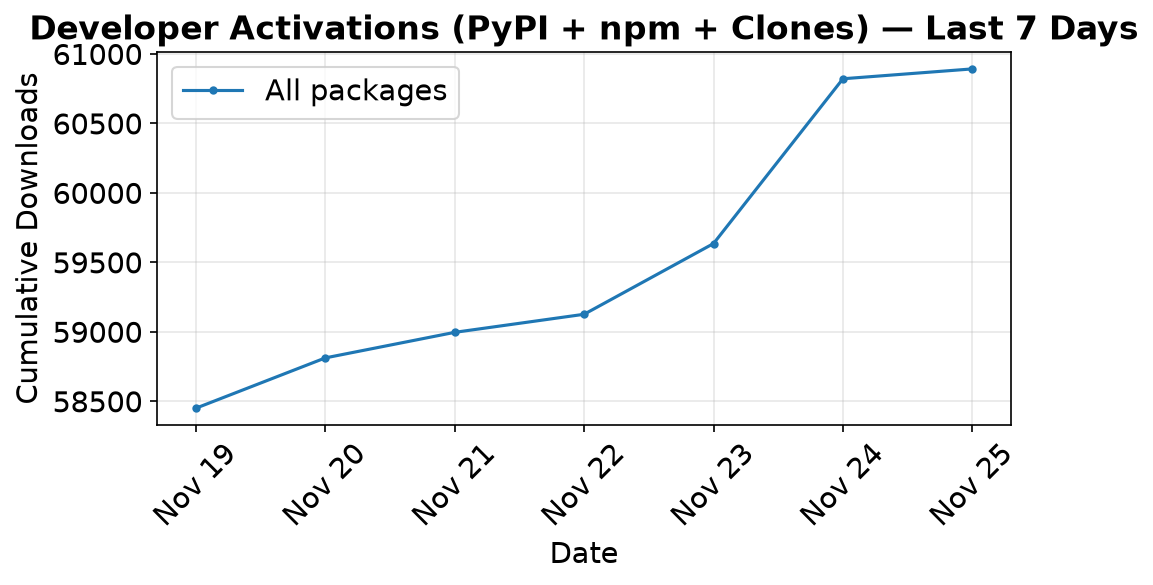 Developer Activations (PyPI + npm + Clones) — Last 7 Days
61000
60500
60000
59500
59000
58500
Cumulative Downloads
All packages
Nov 19
Nov 20
Nov 21
Nov 22
Nov 23
Nov 24
Nov 25
Date